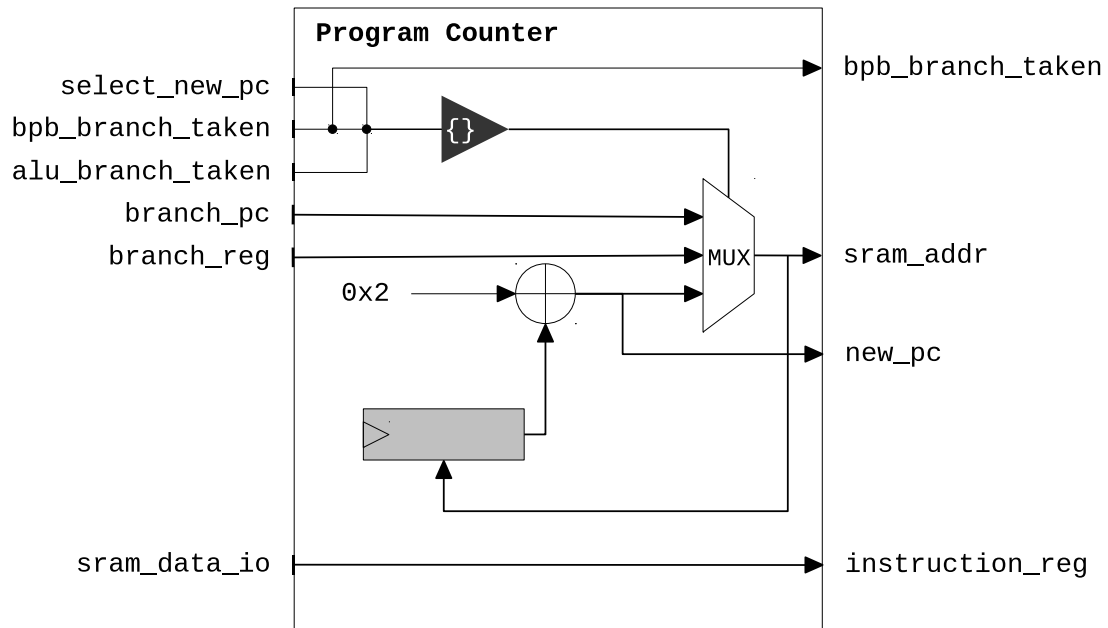 Program Counter
bpb_branch_taken
select_new_pc
bpb_branch_taken
{}
alu_branch_taken
branch_pc
branch_reg
MUX
sram_addr
0x2
new_pc
sram_data_io
instruction_reg